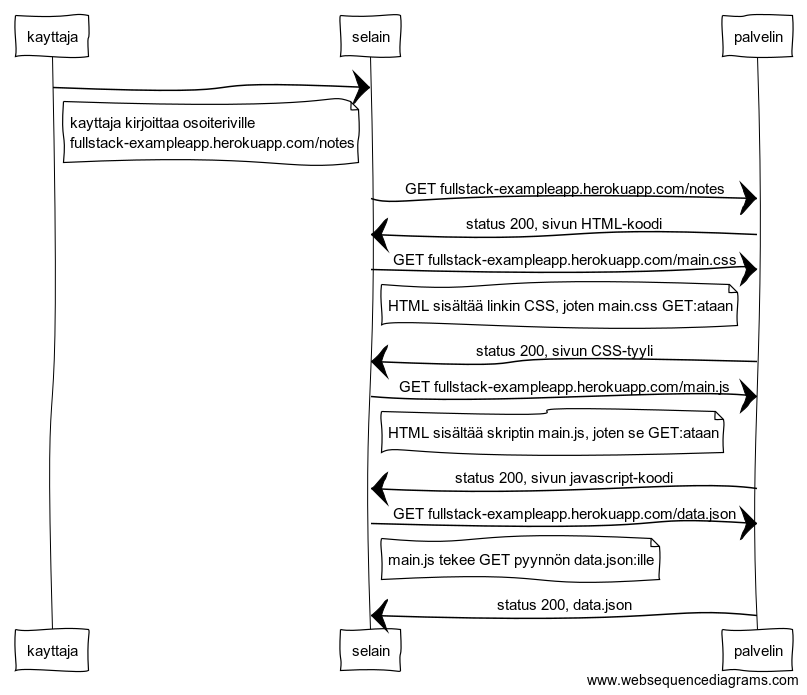 kayttaja
selain
palvelin
kayttaja kirjoittaa osoiteriville
fullstack-exampleapp.herokuapp.com/notes
GET fullstack-exampleapp.herokuapp.com/notes
status 200, sivun HTML-koodi
GET fullstack-exampleapp.herokuapp.com/main.css
HTML sisältää linkin CSS, joten main.css GET:ataan
status 200, sivun CSS-tyyli
GET fullstack-exampleapp.herokuapp.com/main.js
HTML sisältää skriptin main.js, joten se GET:ataan
status 200, sivun javascript-koodi
GET fullstack-exampleapp.herokuapp.com/data.json
main.js tekee GET pyynnön data.json:ille
status 200, data.json
kayttaja
selain
palvelin
www.websequencediagrams.com